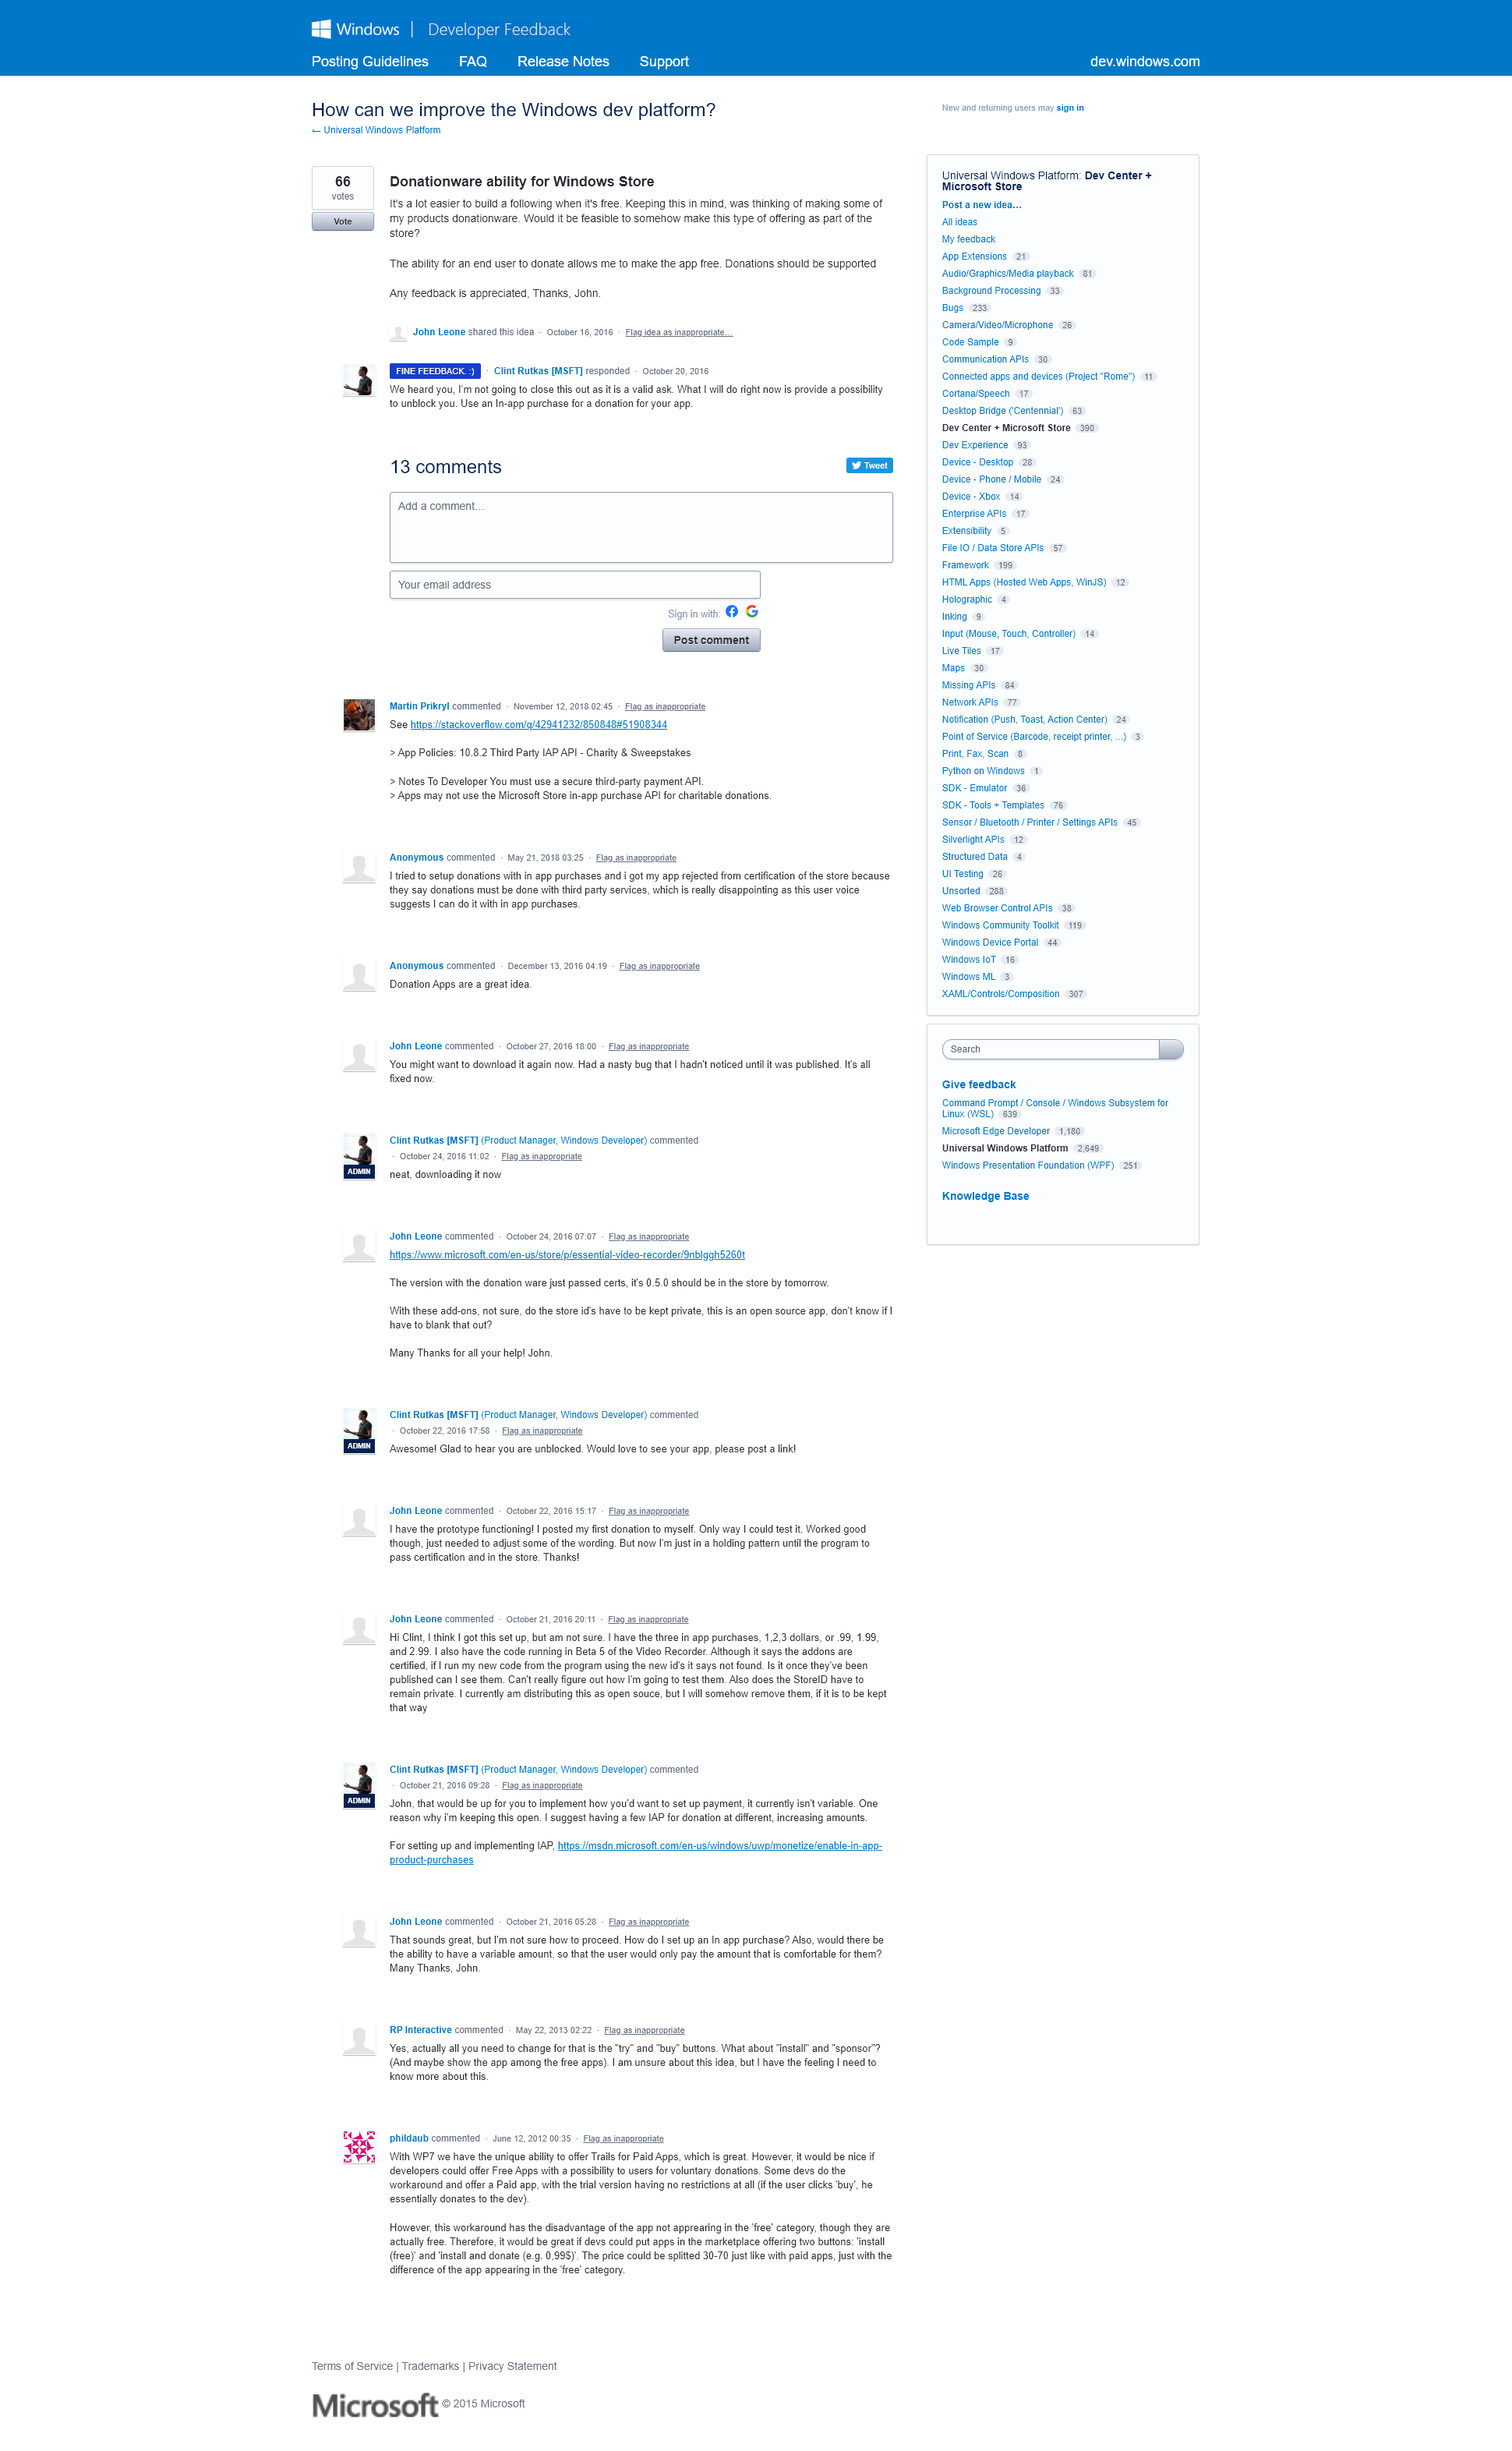 Windows | Developer Feedback
Posting Guidelines FAQ Release Notes Support dev.windows.com
How can we improve the Windows dev platform?
← Universal Windows Platform
New and returning users may sign in
66
votes
Vote
Donationware ability for Windows Store
It's a lot easier to build a following when it's free. Keeping this in mind, was thinking of making some of
my products donationware. Would it be feasible to somehow make this type of offering as part of the
store?
The ability for an end user to donate allows me to make the app free. Donations should be supported
Any feedback is appreciated, Thanks, John.
John Leone shared this idea · October 16, 2016 · Flag idea as inappropriate…
FINE FEEDBACK. :) · Clint Rutkas [MSFT] responded · October 20, 2016
We heard you, I'm not going to close this out as it is a valid ask. What I will do right now is provide a possibility
to unblock you. Use an In-app purchase for a donation for your app.
13 comments
Tweet
Add a comment…
Your email address
Sign in with:
Post comment
Martin Prikryl commented · November 12, 2018 02:45 · Flag as inappropriate
See https://stackoverflow.com/q/42941232/850848#51908344
> App Policies: 10.8.2 Third Party IAP API - Charity & Sweepstakes
> Notes To Developer You must use a secure third-party payment API.
> Apps may not use the Microsoft Store in-app purchase API for charitable donations.
Anonymous commented · May 21, 2018 03:25 · Flag as inappropriate
I tried to setup donations with in app purchases and i got my app rejected from certification of the store because
they say donations must be done with third party services, which is really disappointing as this user voice
suggests I can do it with in app purchases.
Anonymous commented · December 13, 2016 04:19 · Flag as inappropriate
Donation Apps are a great idea.
John Leone commented · October 27, 2016 18:00 · Flag as inappropriate
You might want to download it again now. Had a nasty bug that I hadn't noticed until it was published. It's all
fixed now.
ADMIN
Clint Rutkas [MSFT] (Product Manager, Windows Developer) commented
· October 24, 2016 11:02 · Flag as inappropriate
neat, downloading it now
John Leone commented · October 24, 2016 07:07 · Flag as inappropriate
https://www.microsoft.com/en-us/store/p/essential-video-recorder/9nblggh5260t
The version with the donation ware just passed certs, it's 0.5.0 should be in the store by tomorrow.
With these add-ons, not sure, do the store id's have to be kept private, this is an open source app, don't know if I
have to blank that out?
Many Thanks for all your help! John.
ADMIN
Clint Rutkas [MSFT] (Product Manager, Windows Developer) commented
· October 22, 2016 17:58 · Flag as inappropriate
Awesome! Glad to hear you are unblocked. Would love to see your app, please post a link!
John Leone commented · October 22, 2016 15:17 · Flag as inappropriate
I have the prototype functioning! I posted my first donation to myself. Only way I could test it. Worked good
though, just needed to adjust some of the wording. But now I'm just in a holding pattern until the program to
pass certification and in the store. Thanks!
John Leone commented · October 21, 2016 20:11 · Flag as inappropriate
Hi Clint, I think I got this set up, but am not sure. I have the three in app purchases, 1,2,3 dollars, or .99, 1.99,
and 2.99. I also have the code running in Beta 5 of the Video Recorder. Although it says the addons are
certified, if I run my new code from the program using the new id's it says not found. Is it once they've been
published can I see them. Can't really figure out how I'm going to test them. Also does the StoreID have to
remain private. I currently am distributing this as open souce, but I will somehow remove them, if it is to be kept
that way
ADMIN
Clint Rutkas [MSFT] (Product Manager, Windows Developer) commented
· October 21, 2016 09:28 · Flag as inappropriate
John, that would be up for you to implement how you'd want to set up payment, it currently isn't variable. One
reason why i'm keeping this open. I suggest having a few IAP for donation at different, increasing amounts.
For setting up and implementing IAP, https://msdn.microsoft.com/en-us/windows/uwp/monetize/enable-in-app-
product-purchases
John Leone commented · October 21, 2016 05:28 · Flag as inappropriate
That sounds great, but I'm not sure how to proceed. How do I set up an In app purchase? Also, would there be
the ability to have a variable amount, so that the user would only pay the amount that is comfortable for them?
Many Thanks, John.
RP Interactive commented · May 22, 2013 02:22 · Flag as inappropriate
Yes, actually all you need to change for that is the "try" and "buy" buttons. What about "install" and "sponsor"?
(And maybe show the app among the free apps). I am unsure about this idea, but I have the feeling I need to
know more about this.
phildaub commented · June 12, 2012 00:35 · Flag as inappropriate
With WP7 we have the unique ability to offer Trails for Paid Apps, which is great. However, it would be nice if
developers could offer Free Apps with a possibility to users for voluntary donations. Some devs do the
workaround and offer a Paid app, with the trial version having no restrictions at all (if the user clicks 'buy', he
essentially donates to the dev).
However, this workaround has the disadvantage of the app not apprearing in the 'free' category, though they are
actually free. Therefore, it would be great if devs could put apps in the marketplace offering two buttons: 'install
(free)' and 'install and donate (e.g. 0,99$)'. The price could be splitted 30-70 just like with paid apps, just with the
difference of the app appearing in the 'free' category.
Universal Windows Platform: Dev Center +
Microsoft Store
Post a new idea…
All ideas
My feedback
App Extensions 21
Audio/Graphics/Media playback 81
Background Processing 33
Bugs 233
Camera/Video/Microphone 26
Code Sample 9
Communication APIs 30
Connected apps and devices (Project "Rome") 11
Cortana/Speech 17
Desktop Bridge ('Centennial') 63
Dev Center + Microsoft Store 390
Dev Experience 93
Device - Desktop 28
Device - Phone / Mobile 24
Device - Xbox 14
Enterprise APIs 17
Extensibility 5
File IO / Data Store APIs 57
Framework 199
HTML Apps (Hosted Web Apps, WinJS) 12
Holographic 4
Inking 9
Input (Mouse, Touch, Controller) 14
Live Tiles 17
Maps 30
Missing APIs 84
Network APIs 77
Notification (Push, Toast, Action Center) 24
Point of Service (Barcode, receipt printer, ...) 3
Print, Fax, Scan 8
Python on Windows 1
SDK - Emulator 36
SDK - Tools + Templates 76
Sensor / Bluetooth / Printer / Settings APIs 45
Silverlight APIs 12
Structured Data 4
UI Testing 26
Unsorted 288
Web Browser Control APIs 38
Windows Community Toolkit 119
Windows Device Portal 44
Windows IoT 16
Windows ML 3
XAML/Controls/Composition 307
Search
Give feedback
Command Prompt / Console / Windows Subsystem for
Linux (WSL) 639
Microsoft Edge Developer 1,180
Universal Windows Platform 2,649
Windows Presentation Foundation (WPF) 251
Knowledge Base
Terms of Service | Trademarks | Privacy Statement
Microsoft © 2015 Microsoft